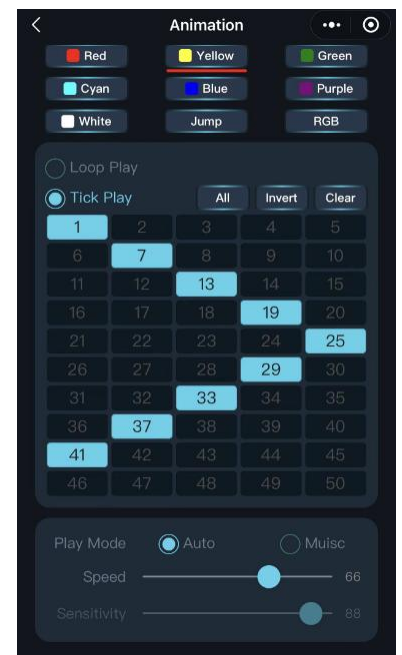 Animation
Red Yellow Green
Cyan Blue Purple
White Jump RGB
Loop Play
Tick Play All Invert Clear
1 2 3 4 5
6 7 8 9 10
11 12 13 14 15
16 17 18 19 20
21 22 23 24 25
26 27 28 29 30
31 32 33 34 35
36 37 38 39 40
41 42 43 44 45
46 47 48 49 50
Play Mode Auto Muisc
Speed 66
Sensitivity 88